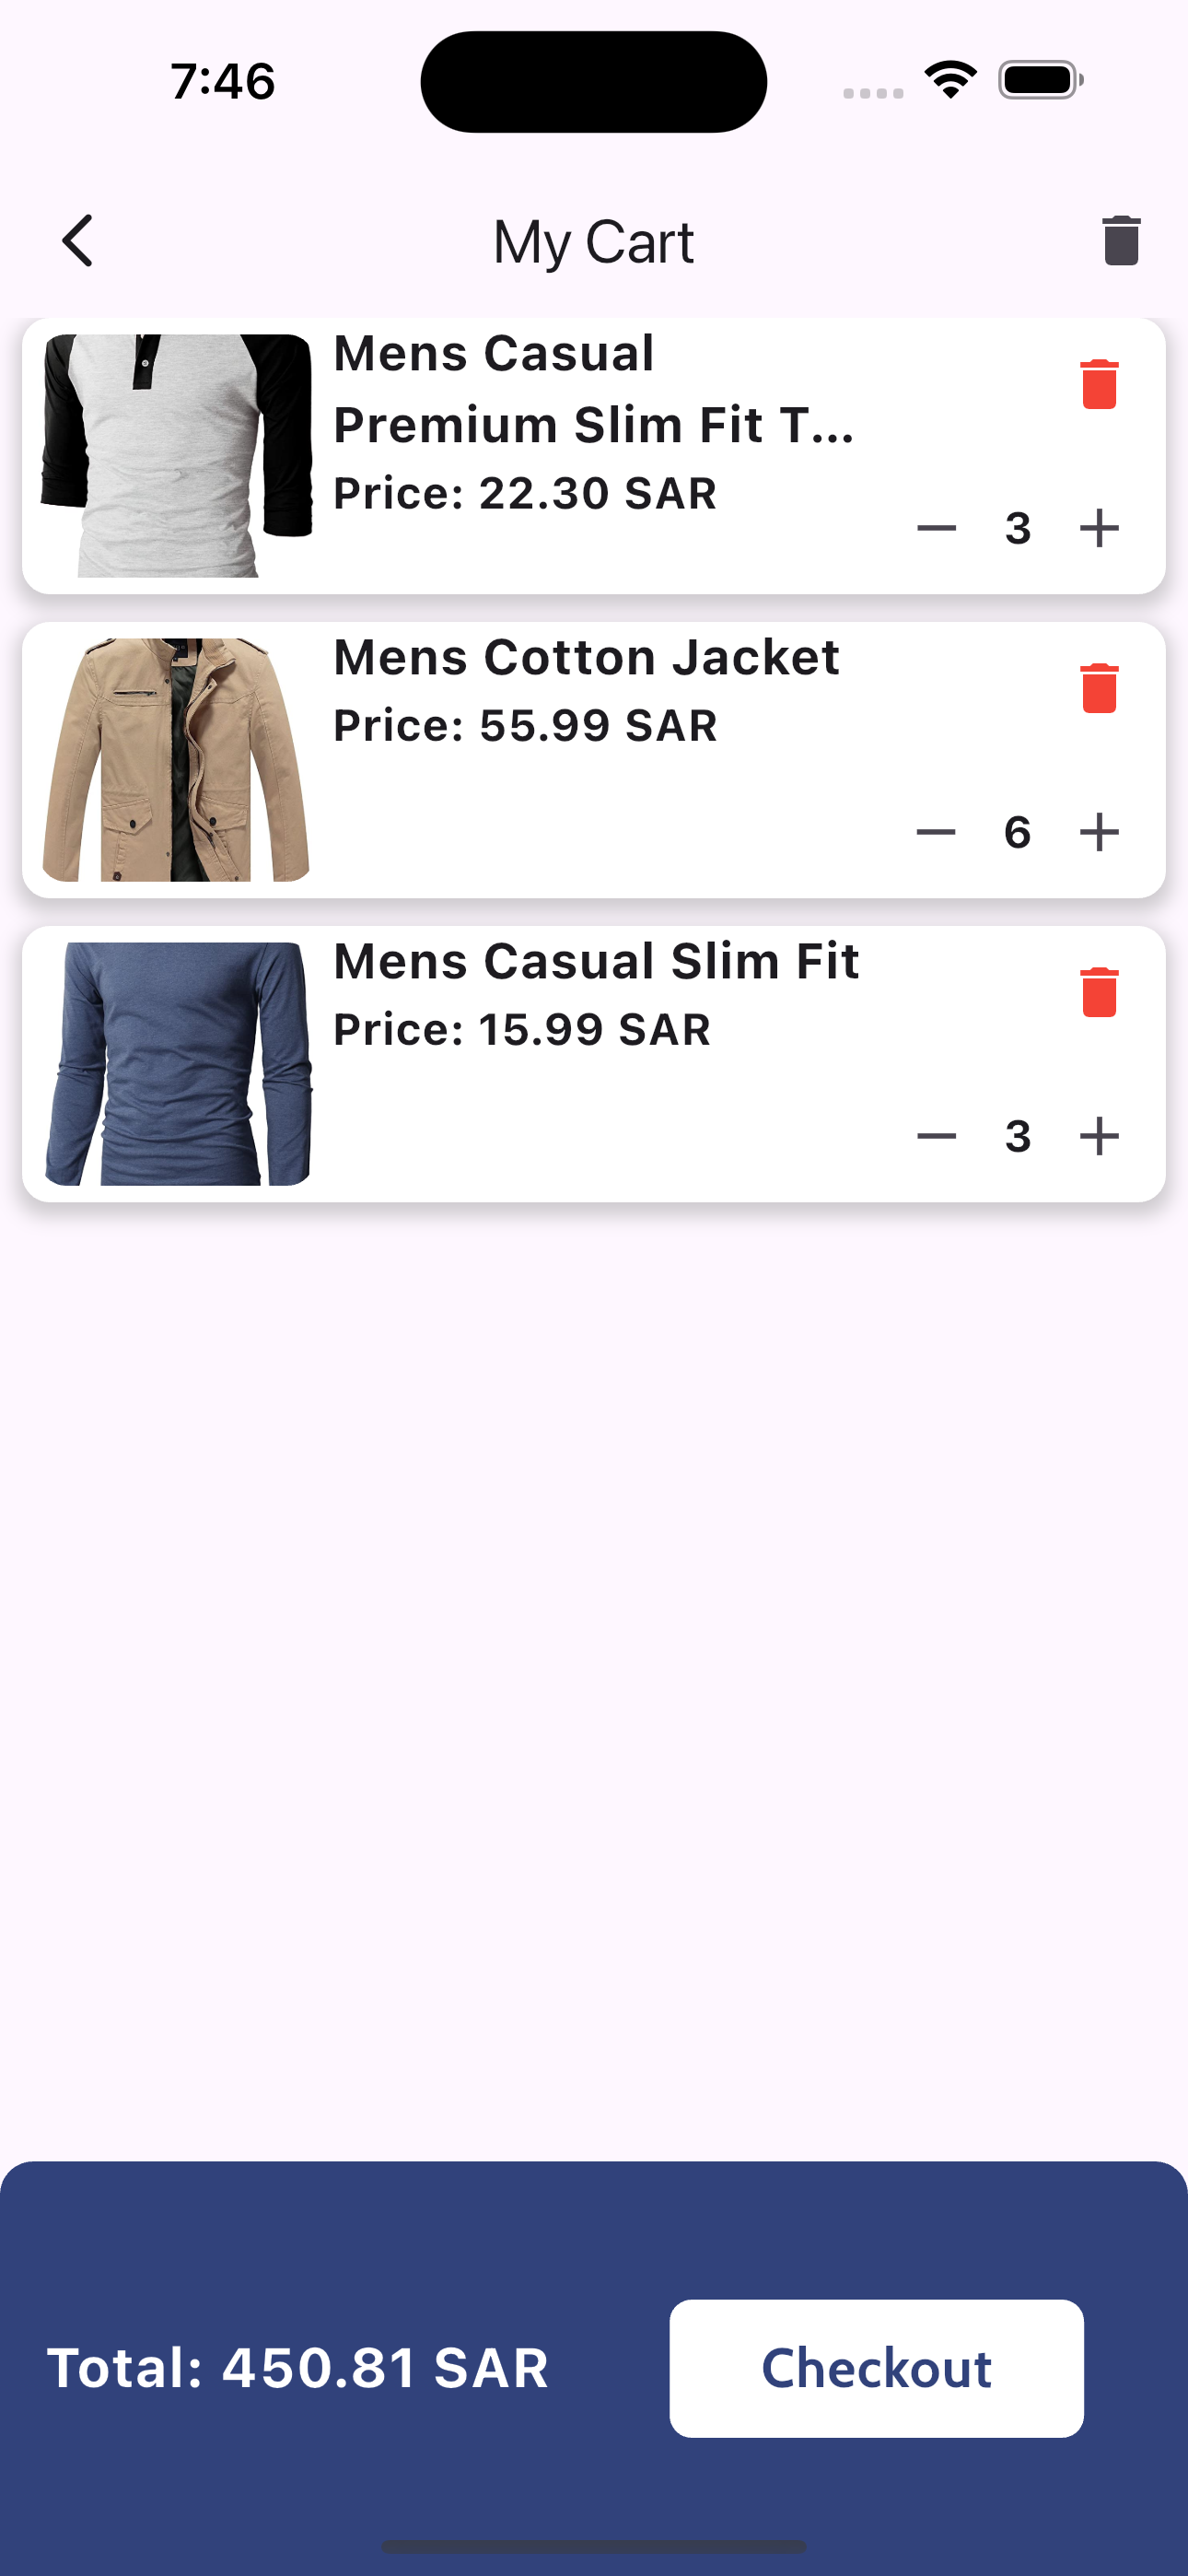 7:46
My Cart
Mens Casual
Premium Slim Fit T...
Price: 22.30 SAR
3
Mens Cotton Jacket
Price: 55.99 SAR
6
Mens Casual Slim Fit
Price: 15.99 SAR
3
Total: 450.81 SAR
Checkout